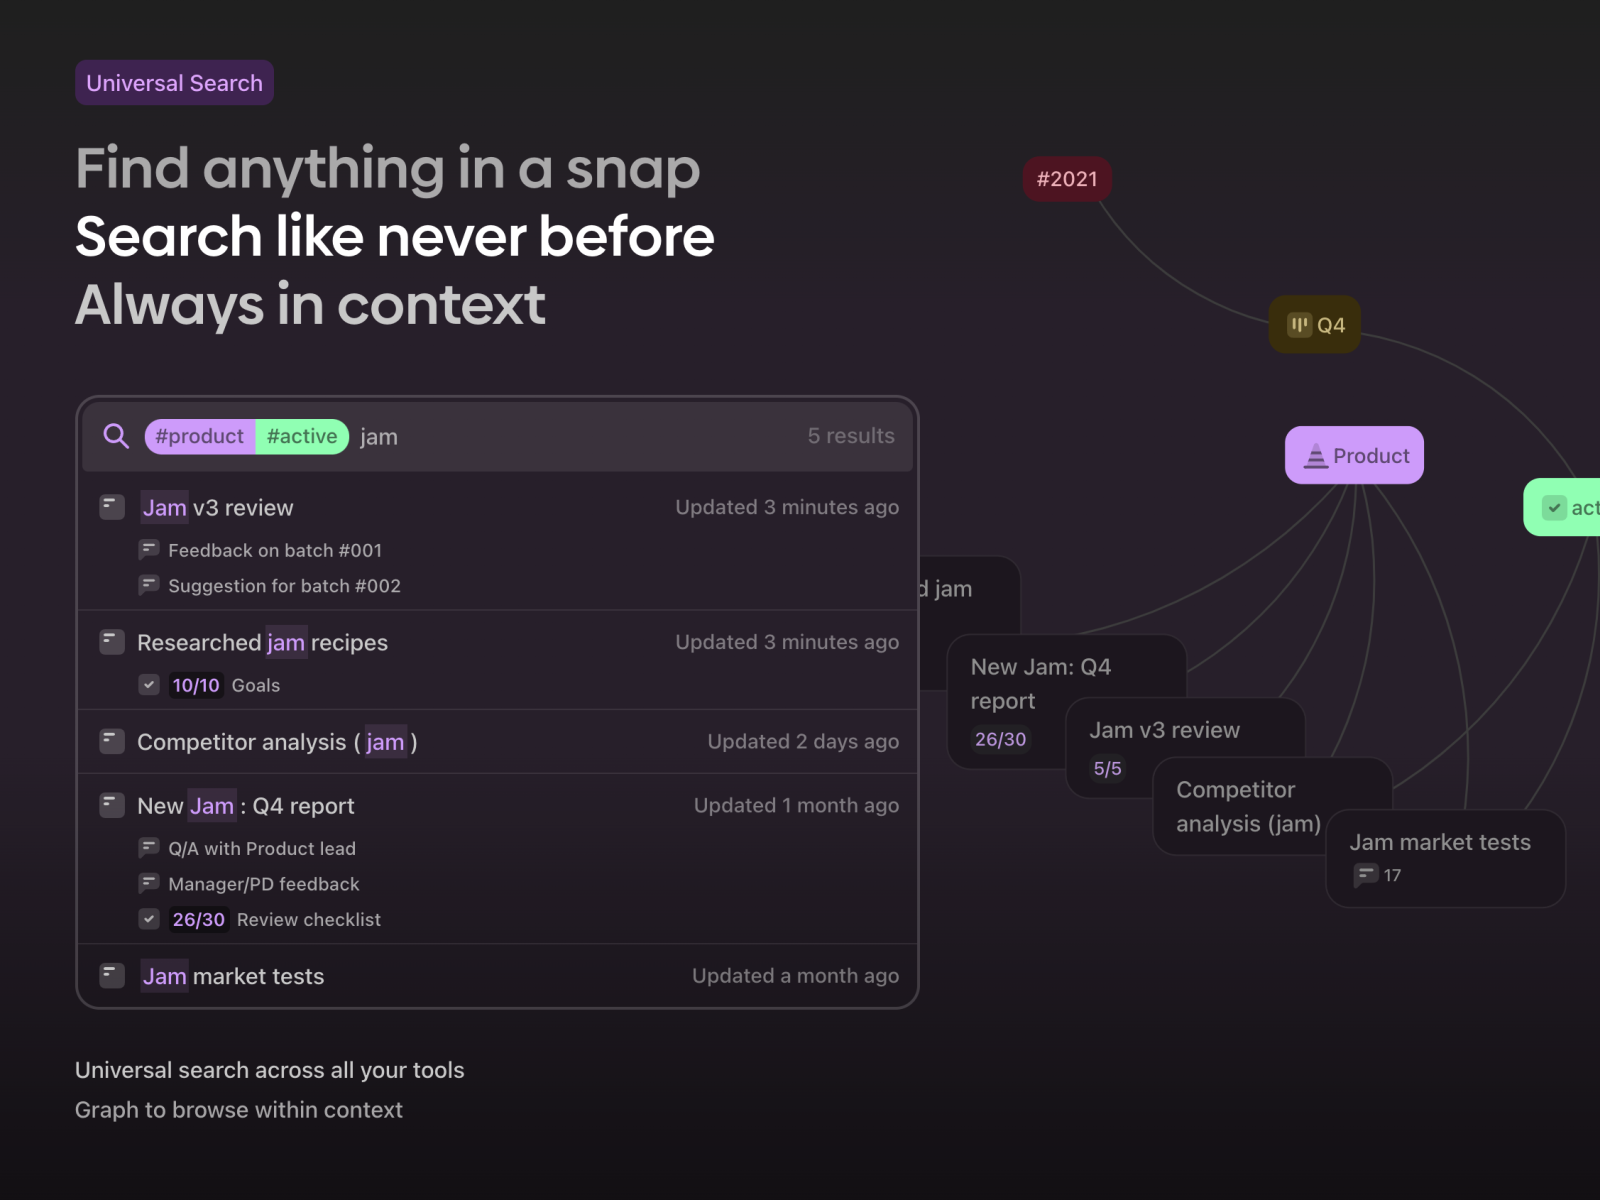 Universal Search
Find anything in a snap
Search like never before
Always in context
#product #active jam 5 results
Jam v3 review Updated 3 minutes ago
Feedback on batch #001
Suggestion for batch #002
Researched jam recipes Updated 3 minutes ago
10/10 Goals
Competitor analysis ( jam ) Updated 2 days ago
New Jam : Q4 report Updated 1 month ago
Q/A with Product lead
Manager/PD feedback
26/30 Review checklist
Jam market tests Updated a month ago
Universal search across all your tools
Graph to browse within context
#2021
Q4
Product
act
d jam
New Jam: Q4
report
26/30
Jam v3 review
5/5
Competitor
analysis (jam)
Jam market tests
17